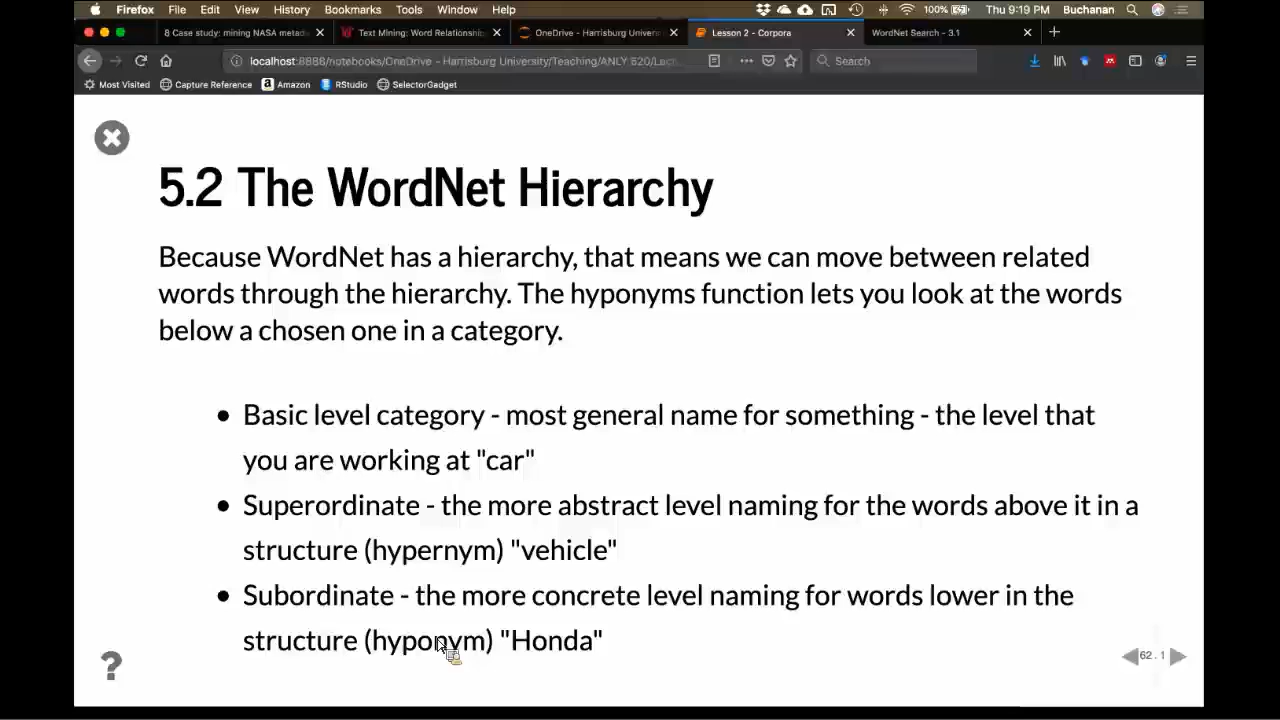 Firefox File Edit View History Bookmarks Tools Window Help 100% Thu 9:19 PM Buchanan
8 Case study: mining NASA metad Text Mining: Word Relationship OneDrive - Harrisburg Univer Lesson 2 - Corpora WordNet Search - 3.1
localhost:8888/notebooks/OneDrive - Harrisburg University/Teaching/ANLY 520/Lect Search
Most Visited Capture Reference Amazon RStudio SelectorGadget
5.2 The WordNet Hierarchy
Because WordNet has a hierarchy, that means we can move between related
words through the hierarchy. The hyponyms function lets you look at the words
below a chosen one in a category.
• Basic level category - most general name for something - the level that
you are working at "car"
• Superordinate - the more abstract level naming for the words above it in a
structure (hypernym) "vehicle"
• Subordinate - the more concrete level naming for words lower in the
structure (hyponym) "Honda"
?
62 . 1